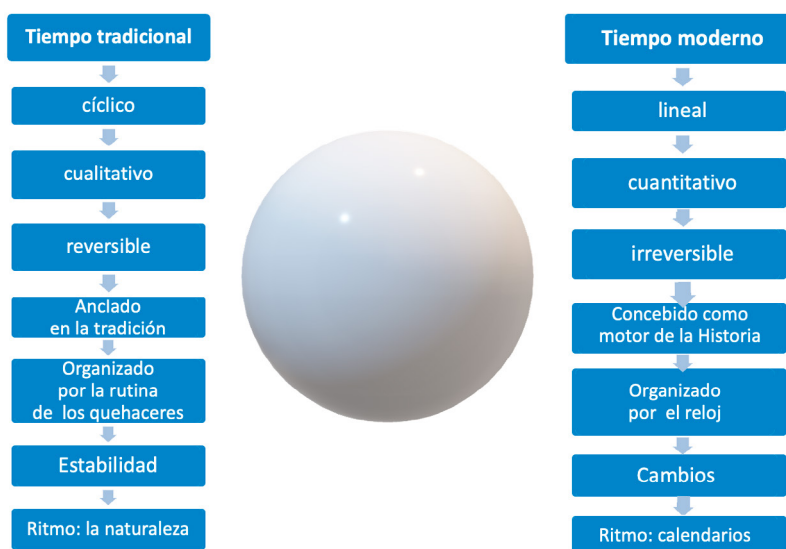 Tiempo tradicional
cíclico
cualitativo
reversible
Anclado
en la tradición
Organizado
por la rutina
de los quehaceres
Estabilidad
Ritmo: la naturaleza
Tiempo moderno
lineal
cuantitativo
irreversible
Concebido como
motor de la Historia
Organizado
por el reloj
Cambios
Ritmo: calendarios